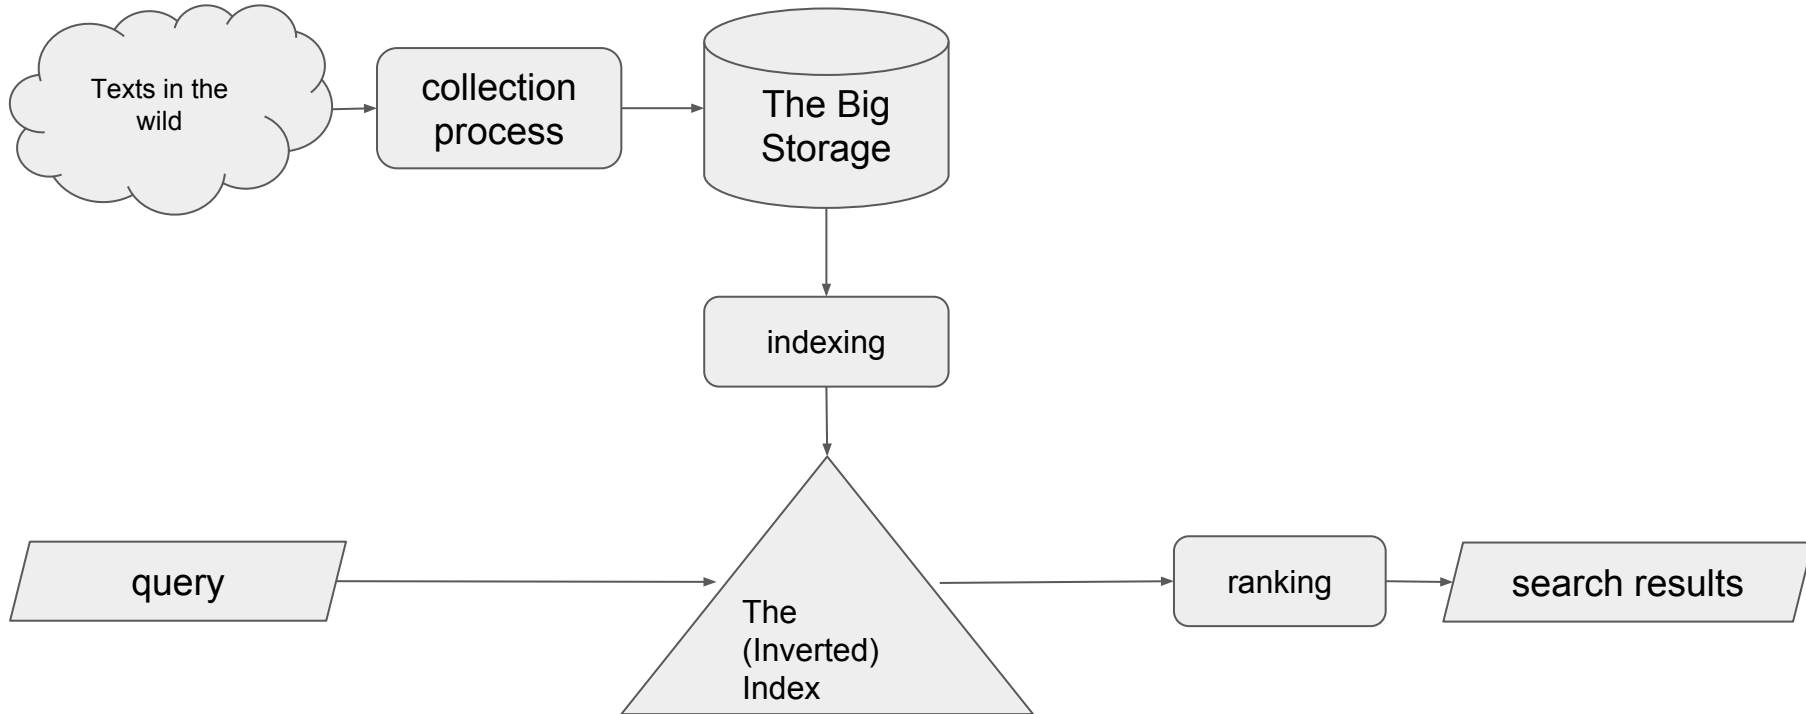 Texts in the
wild
collection
process
The Big
Storage
indexing
query
The
(Inverted)
Index
ranking
search results